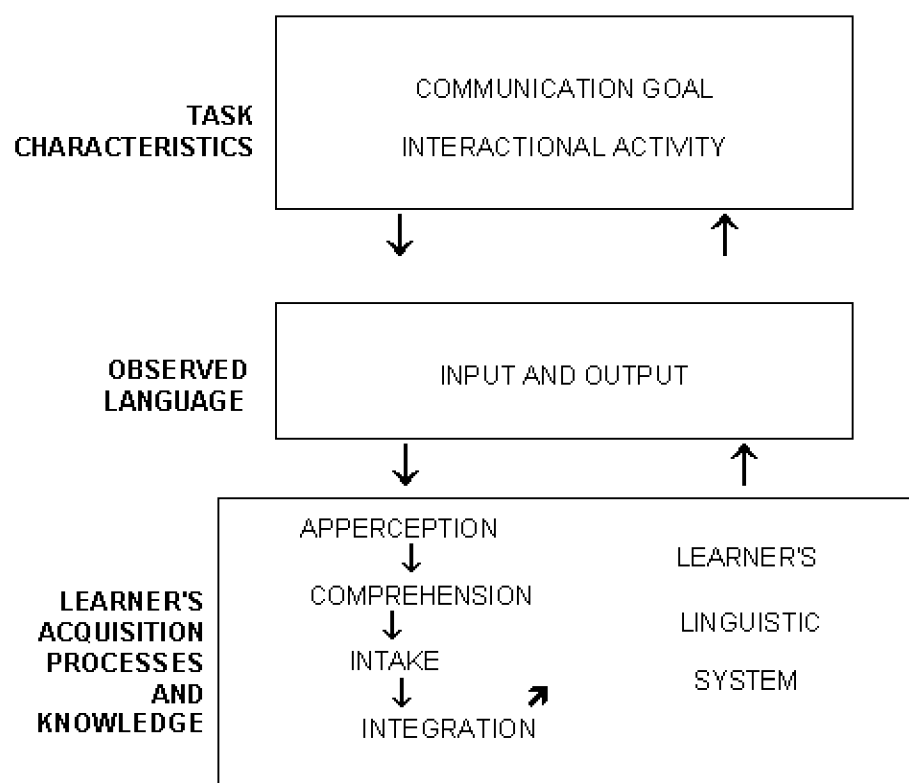 TASK
CHARACTERISTICS
COMMUNICATION GOAL
INTERACTIONAL ACTIVITY
OBSERVED
LANGUAGE
INPUT AND OUTPUT
LEARNER'S
ACQUISITION
PROCESSES
AND
KNOWLEDGE
APPERCEPTION
COMPREHENSION
INTAKE
INTEGRATION
LEARNER'S
LINGUISTIC
SYSTEM